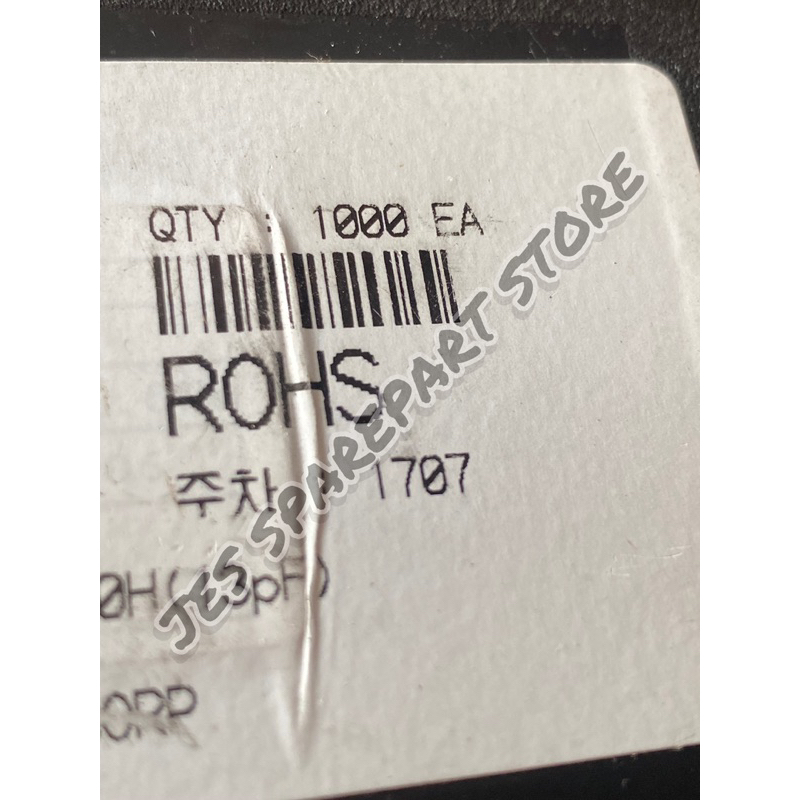 QTY : 1000 EA
ROHS
주차 : 1707
JES SPAREPART STORE